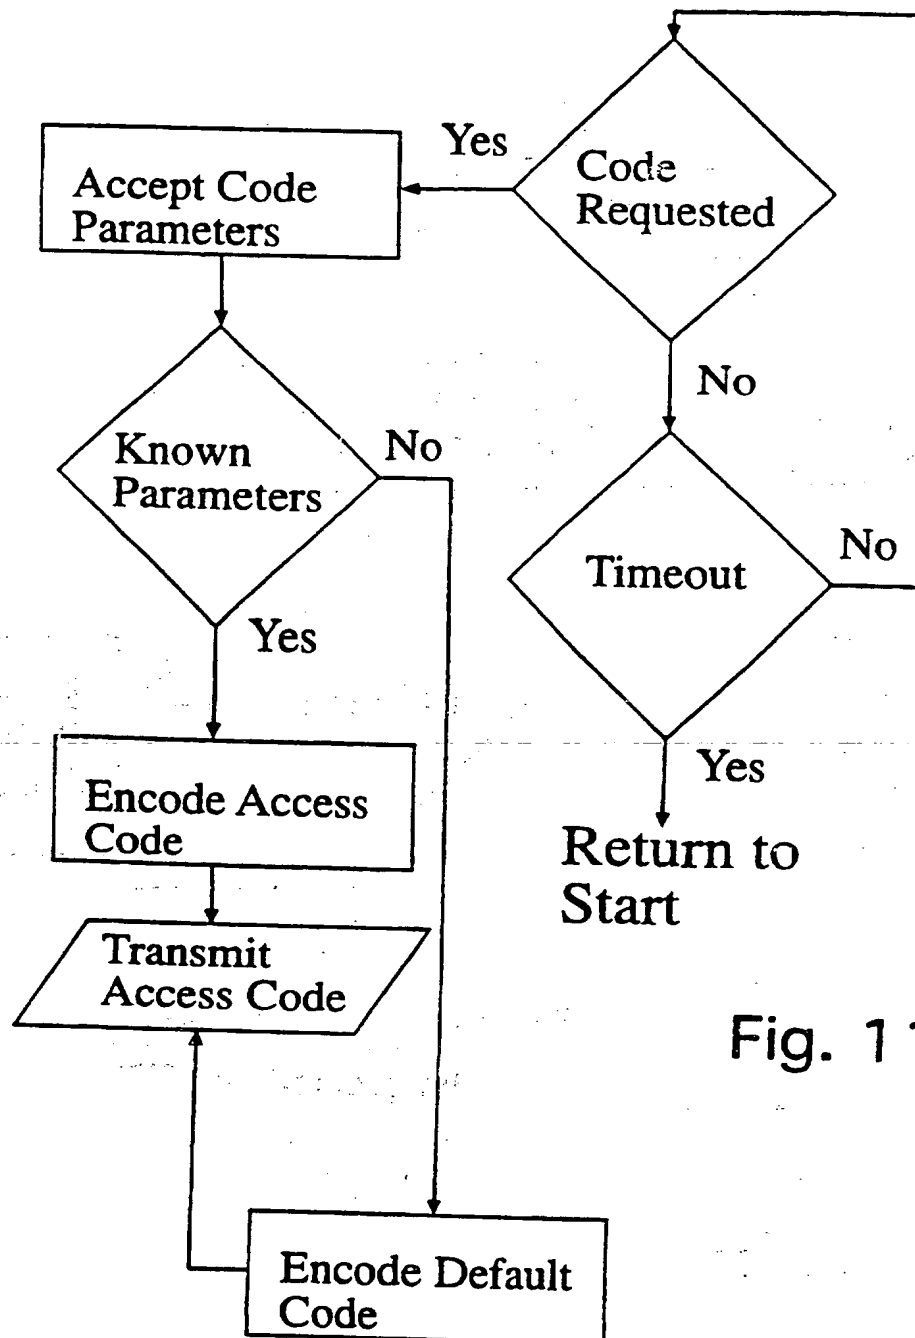 Yes
Code
Requested
Accept Code
Parameters
No
Known
Parameters
No
Timeout
No
Yes
Yes
Encode Access
Code
Return to
Start
Transmit
Access Code
Fig. 1
Encode Default
Code